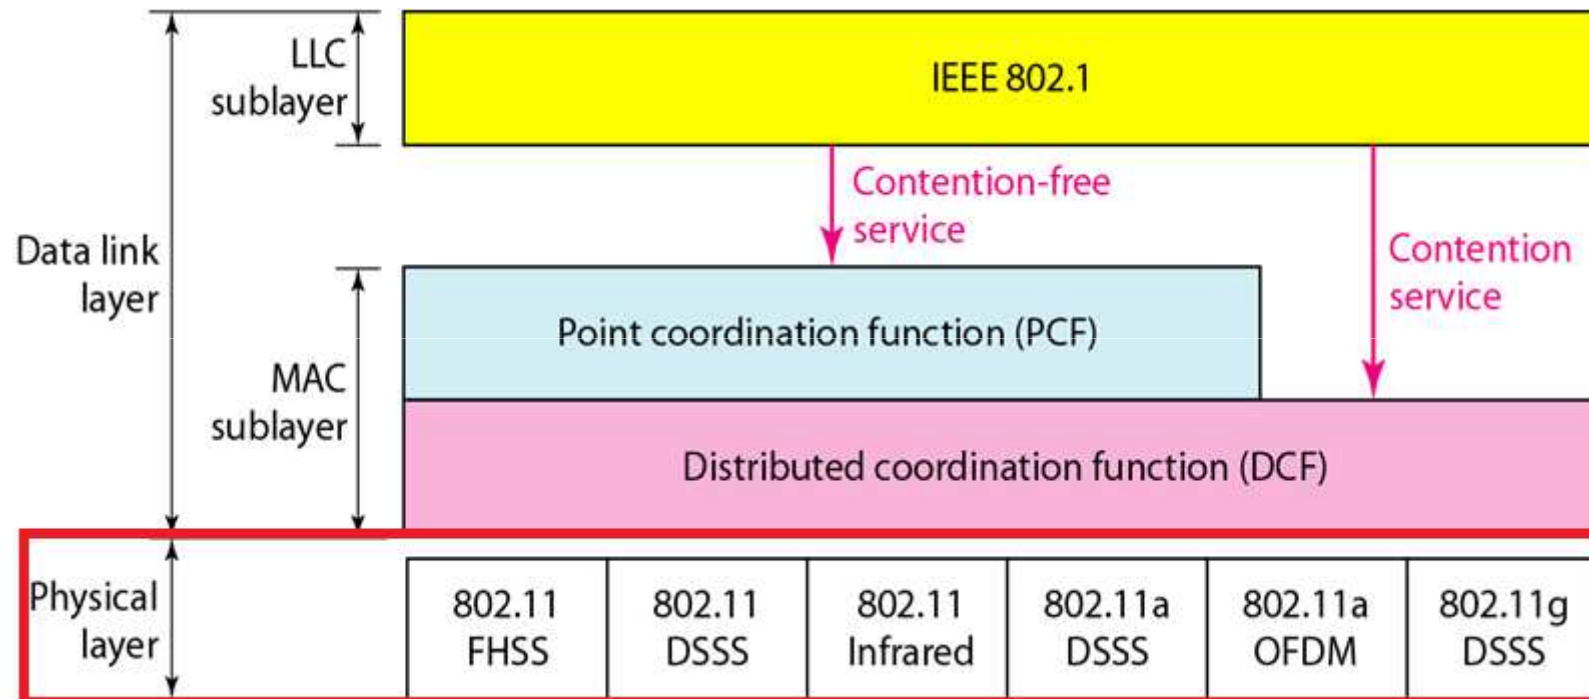 LLC
sublayer
IEEE 802.1
Contention-free
service
Contention
service
Data link
layer
MAC
sublayer
Point coordination function (PCF)
Distributed coordination function (DCF)
Physical
layer
802.11
FHSS
802.11
DSSS
802.11
Infrared
802.11a
DSSS
802.11a
OFDM
802.11g
DSSS